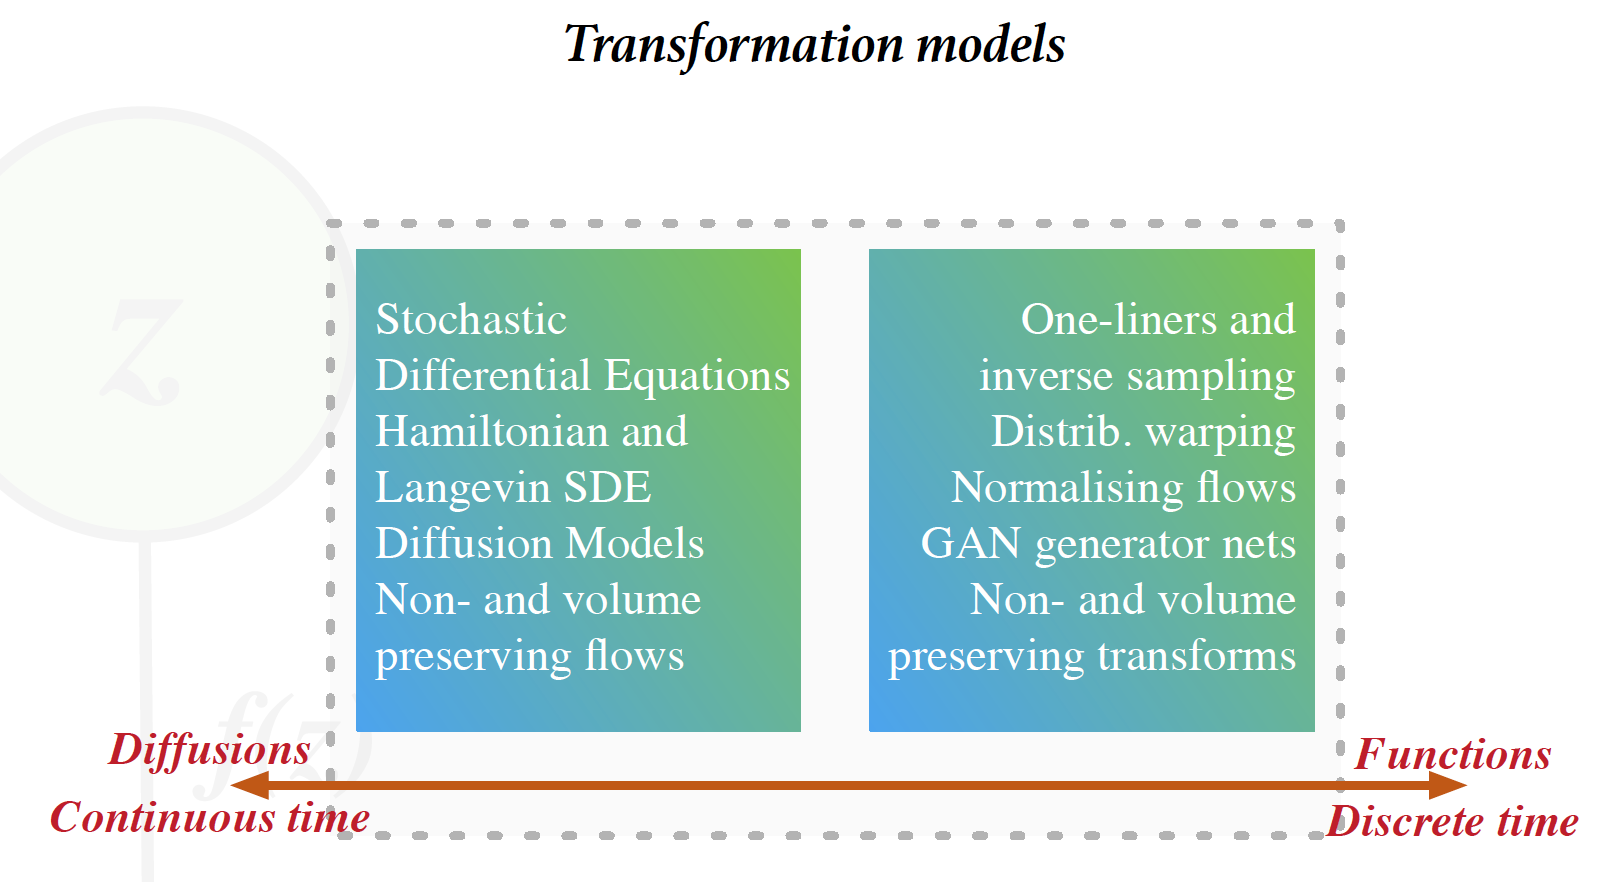 Transformation models
z
Stochastic
Differential Equations
Hamiltonian and
Langevin SDE
Diffusion Models
Non- and volume
preserving flows
One-liners and
inverse sampling
Distrib. warping
Normalising flows
GAN generator nets
Non- and volume
preserving transforms
f(z)
Diffusions
Continuous time
Functions
Discrete time